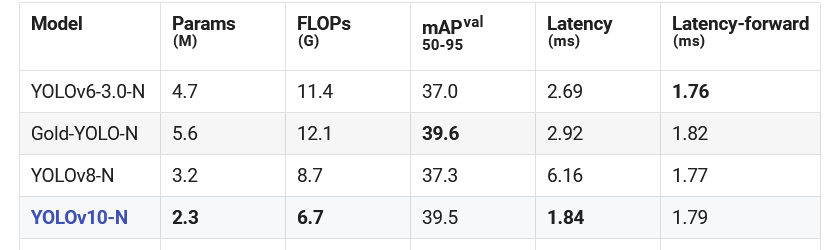 Model Params (M) FLOPs (G) mAPval 50-95 Latency (ms) Latency-forward (ms)
YOLOv6-3.0-N 4.7 11.4 37.0 2.69 1.76
Gold-YOLO-N 5.6 12.1 39.6 2.92 1.82
YOLOv8-N 3.2 8.7 37.3 6.16 1.77
YOLOv10-N 2.3 6.7 39.5 1.84 1.79